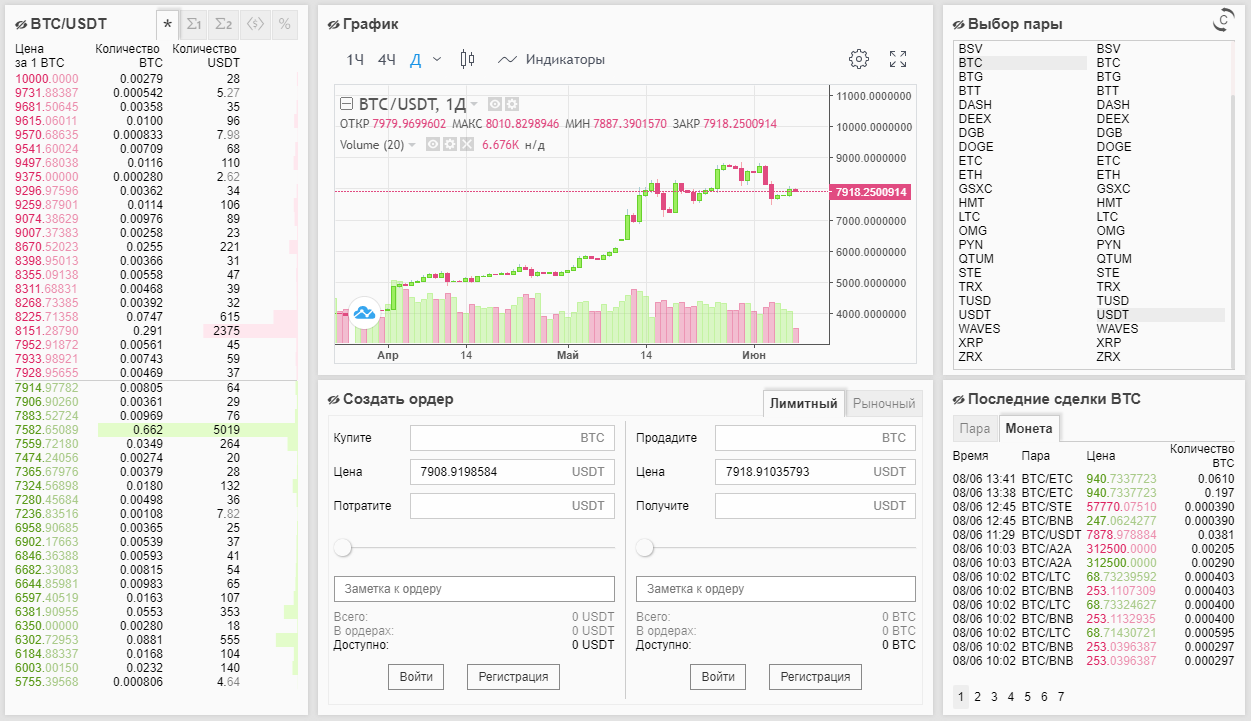 BTC/USDT * Σ1 Σ2 <$> %
Цена Количество Количество
за 1 BTC BTC USDT
10000.0000 0.00279 28
9731.88387 0.000542 5.27
9681.50645 0.00358 35
9615.06011 0.0100 96
9570.68635 0.000833 7.98
9541.60024 0.00709 68
9497.68038 0.0116 110
9375.00000 0.000280 2.62
9296.97596 0.00362 34
9259.87901 0.0114 106
9074.38629 0.00976 89
9007.37383 0.00258 23
8670.52023 0.0255 221
8398.95013 0.00366 31
8355.09138 0.00558 47
8311.68831 0.00468 39
8268.73385 0.00392 32
8225.71358 0.0747 615
8151.28790 0.291 2375
7952.91872 0.00561 45
7933.98921 0.00743 59
7928.95655 0.00469 37
7914.97782 0.00805 64
7906.90260 0.00361 29
7883.52724 0.00969 76
7582.65089 0.662 5019
7559.72180 0.0349 264
7474.24056 0.00274 20
7365.67976 0.00379 28
7324.56898 0.0180 132
7280.45684 0.00498 36
7236.83516 0.00108 7.82
6958.90685 0.00365 25
6902.17663 0.00539 37
6846.36388 0.00593 41
6682.33083 0.00815 54
6644.85981 0.00983 65
6597.40519 0.0163 107
6381.90955 0.0553 353
6350.00000 0.00280 18
6302.72953 0.0881 555
6184.88337 0.0168 104
6003.00150 0.0232 140
5755.39568 0.000806 4.64
График
1Ч 4Ч Д Индикаторы
BTC/USDT, 1Д
ОТКР 7979.9699602 МАКС 8010.8298946 МИН 7887.3901570 ЗАКР 7918.2500914
Volume (20) 6.676K н/д
11000.0000000
10000.0000000
9000.0000000
7918.2500914
7000.0000000
6000.0000000
5000.0000000
4000.0000000
Апр 14 Май 14 Июн
Создать ордер Лимитный Рыночный
Купите BTC
Цена 7908.9198584 USDT
Потратите USDT
Заметка к ордеру
Всего: 0 USDT
В ордерах: 0 USDT
Доступно: 0 USDT
Войти Регистрация
Продадите BTC
Цена 7918.91035793 USDT
Получите USDT
Заметка к ордеру
Всего: 0 BTC
В ордерах: 0 BTC
Доступно: 0 BTC
Войти Регистрация
Выбор пары C
BSV BSV
BTC BTC
BTG BTG
BTT BTT
DASH DASH
DEEX DEEX
DGB DGB
DOGE DOGE
ETC ETC
ETH ETH
GSXC GSXC
HMT HMT
LTC LTC
OMG OMG
PYN PYN
QTUM QTUM
STE STE
TRX TRX
TUSD TUSD
USDT USDT
WAVES WAVES
XRP XRP
ZRX ZRX
Последние сделки BTC
Пара Монета
Время Пара Цена Количество
BTC
08/06 13:41 BTC/ETC 940.7337723 0.0610
08/06 13:38 BTC/ETC 940.7337723 0.197
08/06 12:45 BTC/STE 57770.07510 0.000390
08/06 12:45 BTC/BNB 247.0624277 0.000390
08/06 11:29 BTC/USDT 7878.978884 0.0381
08/06 10:03 BTC/A2A 312500.0000 0.00205
08/06 10:03 BTC/A2A 312500.0000 0.00290
08/06 10:02 BTC/LTC 68.73239592 0.000403
08/06 10:02 BTC/BNB 253.1107309 0.000403
08/06 10:02 BTC/LTC 68.73324627 0.000400
08/06 10:02 BTC/BNB 253.1132935 0.000400
08/06 10:02 BTC/LTC 68.71430721 0.000595
08/06 10:02 BTC/BNB 253.0396387 0.000297
08/06 10:02 BTC/BNB 253.0396387 0.000297
1 2 3 4 5 6 7